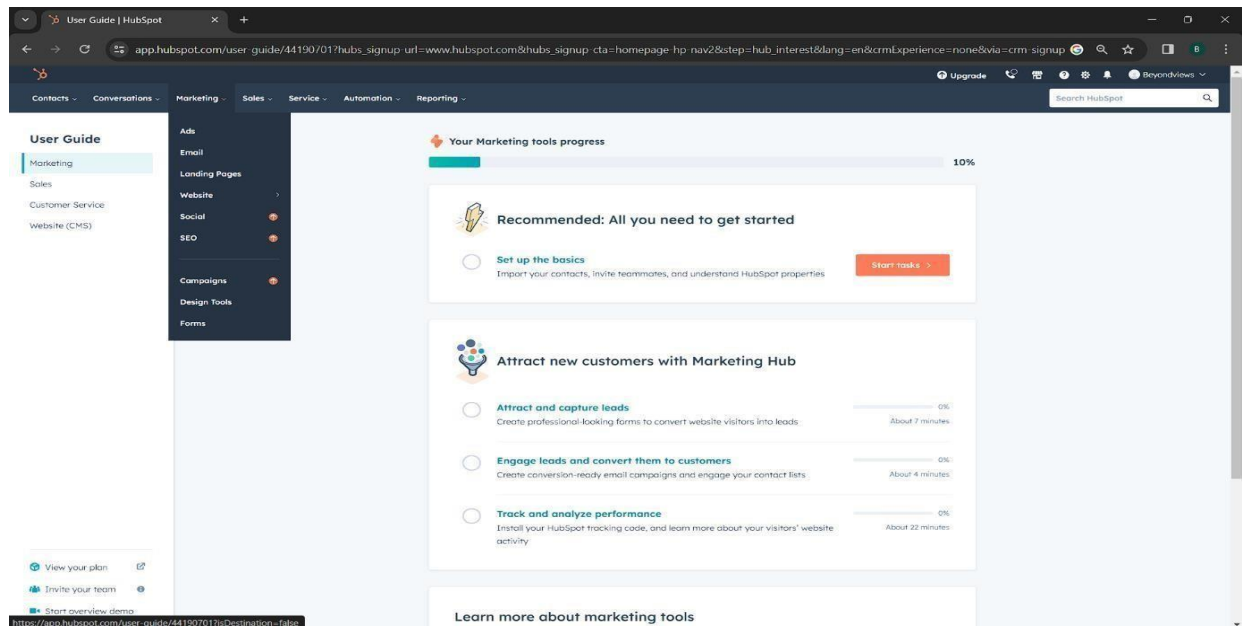 User Guide | HubSpot
app.hubspot.com/user-guide/44190701?hubs_signup-url=www.hubspot.com&hubs_signup-cta=homepage-hp-nav2&step=hub_interest&lang=en&crmExperience=none&via=crm-signup
B
Upgrade
Beyondviews
Contacts Conversations Marketing Sales Service Automation Reporting
Search HubSpot
User Guide
Marketing
Sales
Customer Service
Website (CMS)
Ads
Email
Landing Pages
Website
Social
SEO
Campaigns
Design Tools
Forms
Your Marketing tools progress
10%
Recommended: All you need to get started
Set up the basics
Import your contacts, invite teammates, and understand HubSpot properties
Start tasks
Attract new customers with Marketing Hub
Attract and capture leads
0%
Create professional-looking forms to convert website visitors into leads
About 7 minutes
Engage leads and convert them to customers
0%
Create conversion-ready email campaigns and engage your contact lists
About 4 minutes
Track and analyze performance
0%
Install your HubSpot tracking code, and learn more about your visitors' website
activity
About 22 minutes
Learn more about marketing tools
View your plan
Invite your team
Start overview demo
https://app.hubspot.com/user-guide/44190701?isDestination=false